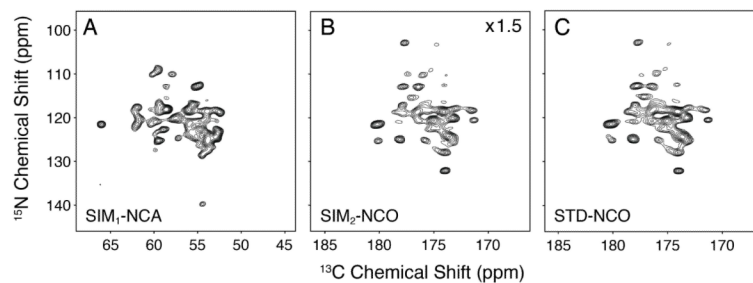 A
B
x1.5
C
100
110
120
130
140
¹⁵N Chemical Shift (ppm)
SIM₁-NCA
SIM₂-NCO
STD-NCO
65 60 55 50 45
185 180 175 170
185 180 175 170
¹³C Chemical Shift (ppm)